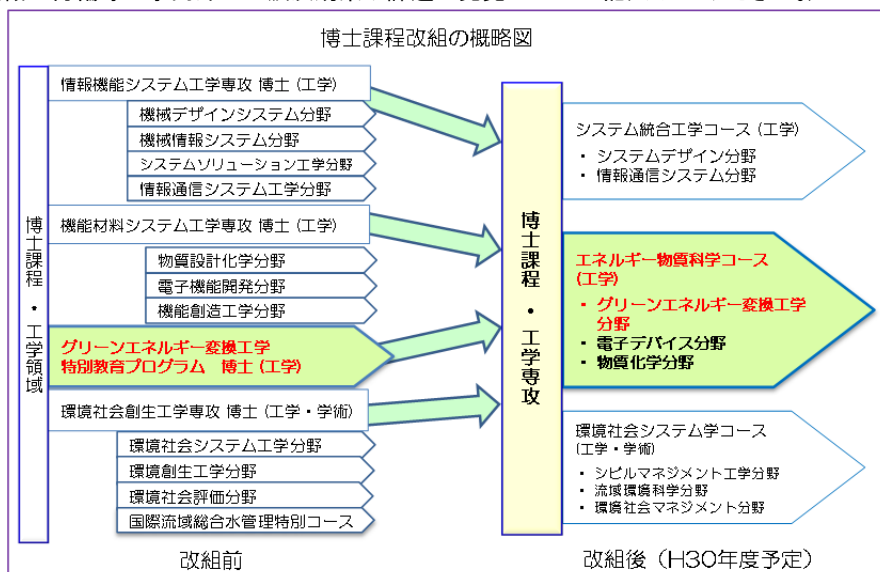 博士課程改組の概略図
博士課程・工学領域
情報機能システム工学専攻 博士（工学）
機械デザインシステム分野
機械情報システム分野
システムソリューション工学分野
情報通信システム工学分野
機能材料システム工学専攻 博士（工学）
物質設計化学分野
電子機能開発分野
機能創造工学分野
グリーンエネルギー変換工学
特別教育プログラム　博士（工学）
環境社会創生工学専攻 博士（工学・学術）
環境社会システム工学分野
環境創生工学分野
環境社会評価分野
国際流域総合水管理特別コース
改組前
博士課程・工学専攻
システム統合工学コース（工学）
・ システムデザイン分野
・ 情報通信システム分野
エネルギー物質科学コース
（工学）
・ グリーンエネルギー変換工学
分野
・ 電子デバイス分野
・ 物質化学分野
環境社会システム学コース
（工学・学術）
・ シビルマネジメント工学分野
・ 流域環境科学分野
・ 環境社会マネジメント分野
改組後（H30年度予定）